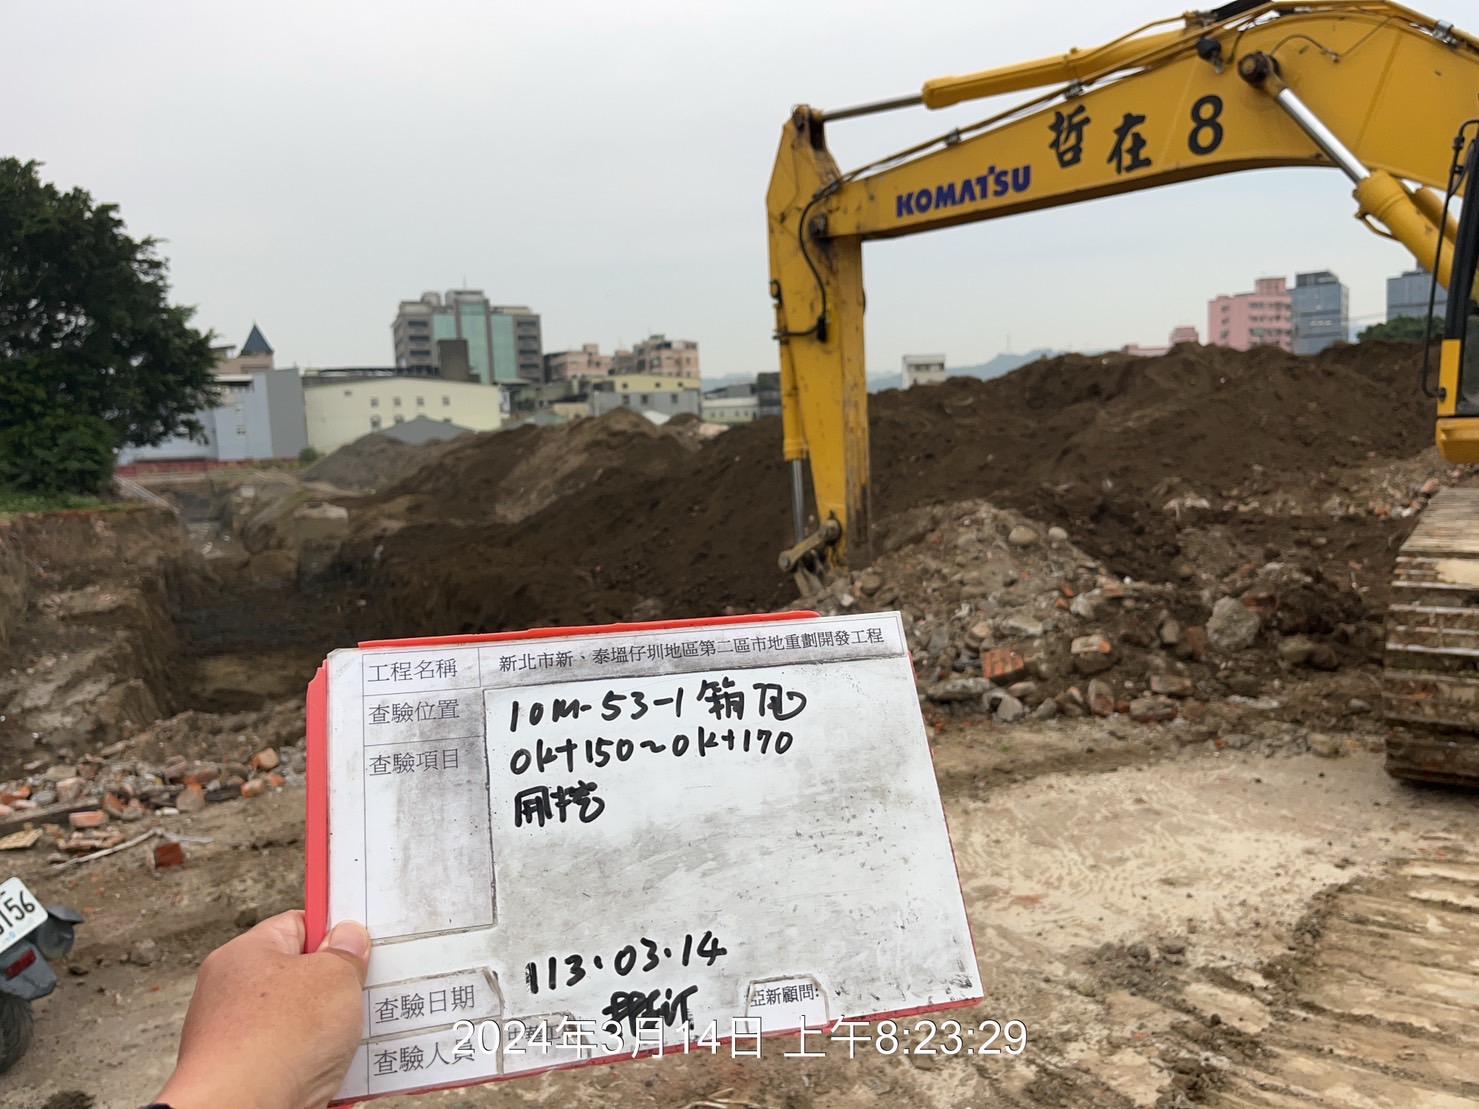 哲在8
KOMATSU
工程名稱
新北市新、泰塭仔圳地區第二區市地重劃開發工程
查驗位置
10M-53-1箱涵
0k+150~0k+170
查驗項目
開挖
查驗日期
113.03.14
查驗人員
亞新顧問:
2024年3月14日 上午8:23:29
156